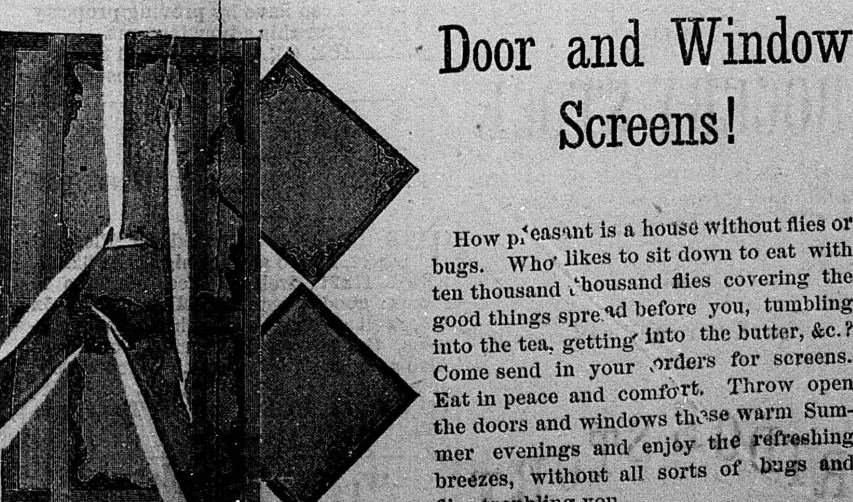 Door and Window
Screens!
How pleasant is a house without flies or
bugs. Who likes to sit down to eat with
ten thousand thousand flies covering the
good things spread before you, tumbling
into the tea, getting into the butter, &c.?
Come send in your orders for screens.
Eat in peace and comfort. Throw open
the doors and windows these warm Sum-
mer evenings and enjoy the refreshing
breezes, without all sorts of bugs and